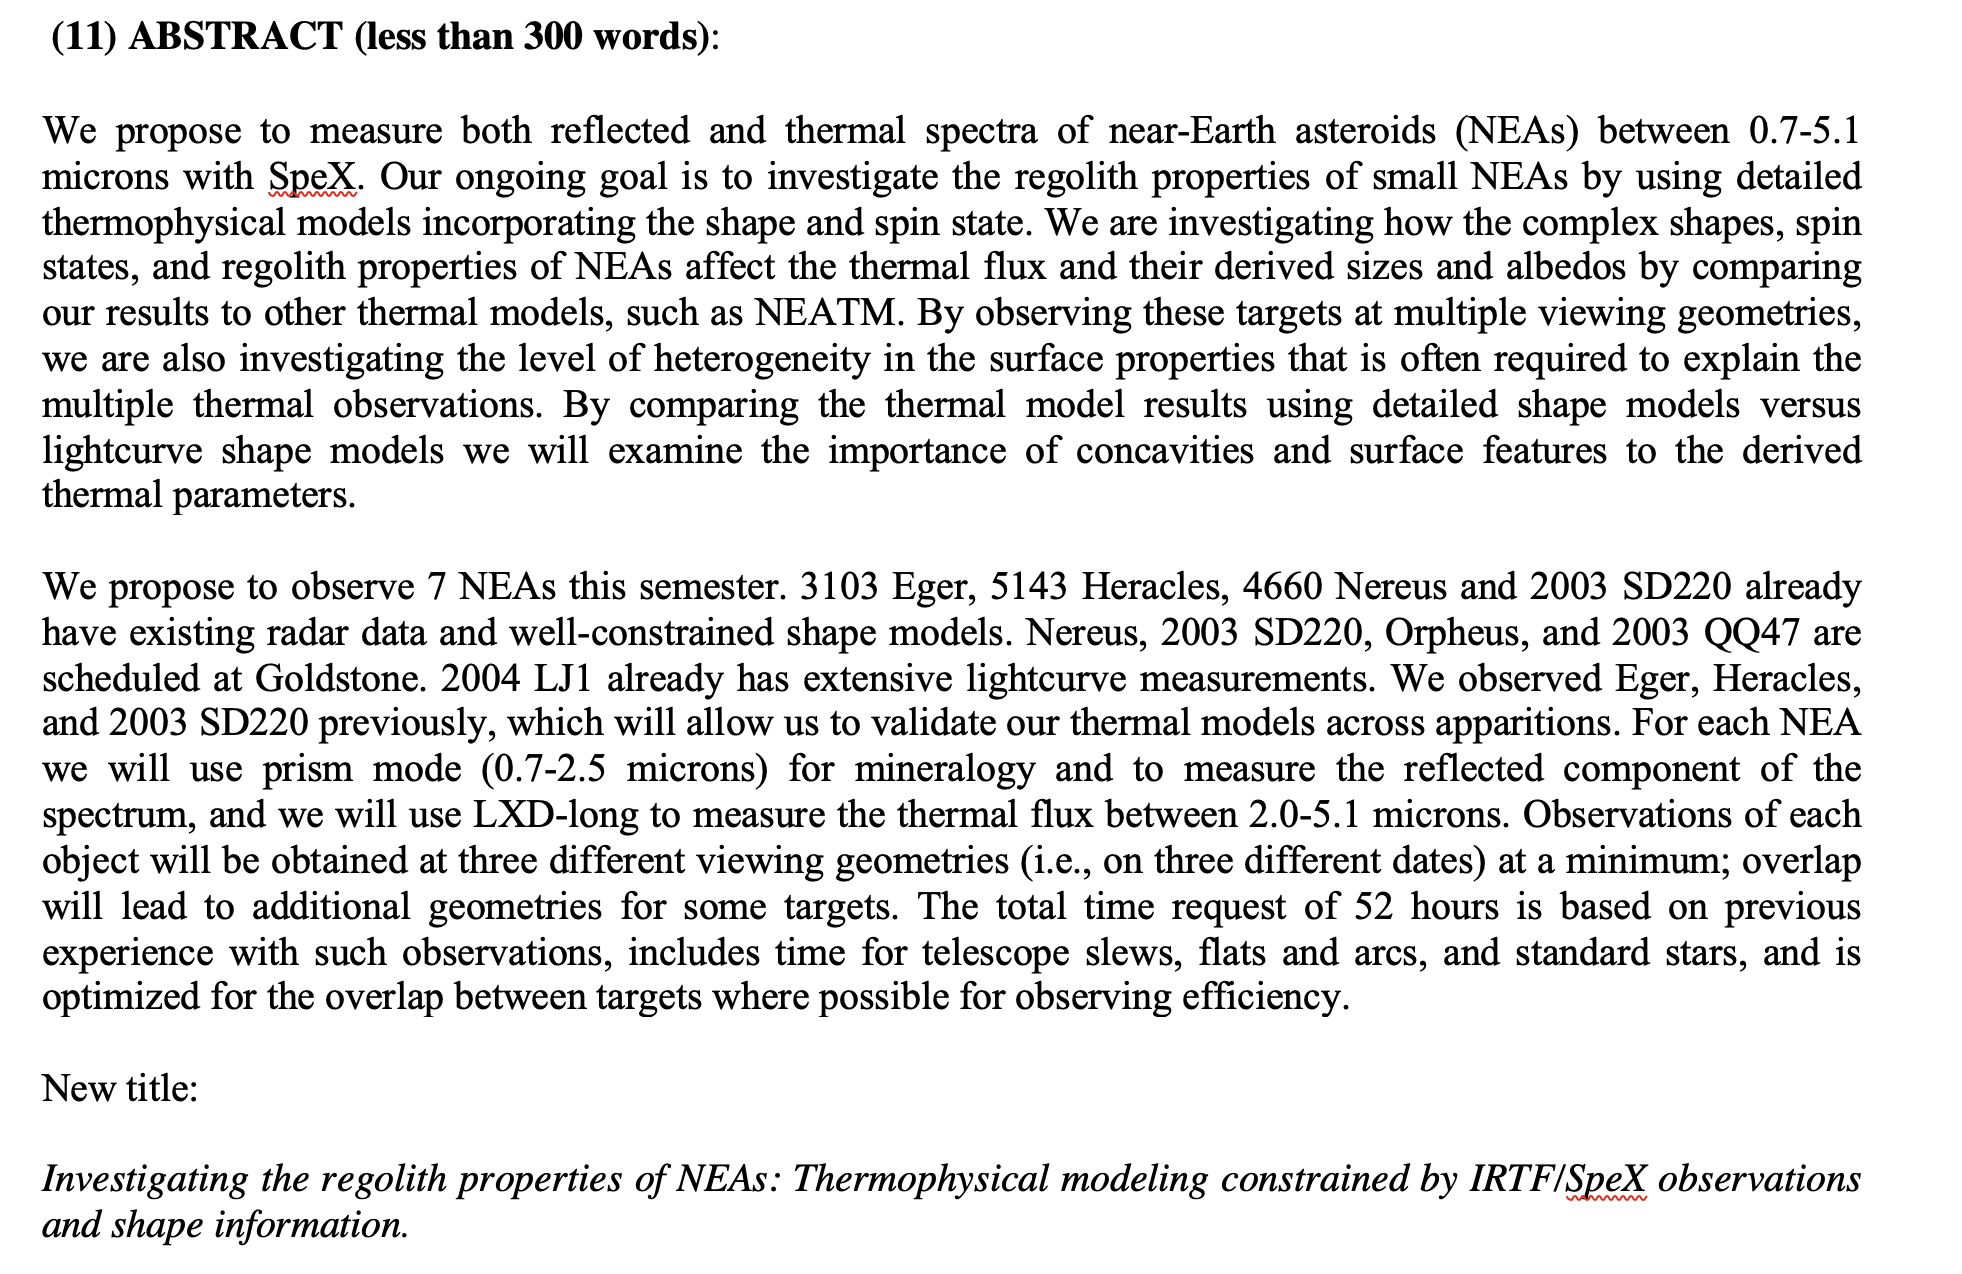 (11) ABSTRACT (less than 300 words):
We propose to measure both reflected and thermal spectra of near-Earth asteroids (NEAs) between 0.7-5.1
microns with SpeX. Our ongoing goal is to investigate the regolith properties of small NEAs by using detailed
thermophysical models incorporating the shape and spin state. We are investigating how the complex shapes, spin
states, and regolith properties of NEAs affect the thermal flux and their derived sizes and albedos by comparing
our results to other thermal models, such as NEATM. By observing these targets at multiple viewing geometries,
we are also investigating the level of heterogeneity in the surface properties that is often required to explain the
multiple thermal observations. By comparing the thermal model results using detailed shape models versus
lightcurve shape models we will examine the importance of concavities and surface features to the derived
thermal parameters.
We propose to observe 7 NEAs this semester. 3103 Eger, 5143 Heracles, 4660 Nereus and 2003 SD220 already
have existing radar data and well-constrained shape models. Nereus, 2003 SD220, Orpheus, and 2003 QQ47 are
scheduled at Goldstone. 2004 LJ1 already has extensive lightcurve measurements. We observed Eger, Heracles,
and 2003 SD220 previously, which will allow us to validate our thermal models across apparitions. For each NEA
we will use prism mode (0.7-2.5 microns) for mineralogy and to measure the reflected component of the
spectrum, and we will use LXD-long to measure the thermal flux between 2.0-5.1 microns. Observations of each
object will be obtained at three different viewing geometries (i.e., on three different dates) at a minimum; overlap
will lead to additional geometries for some targets. The total time request of 52 hours is based on previous
experience with such observations, includes time for telescope slews, flats and arcs, and standard stars, and is
optimized for the overlap between targets where possible for observing efficiency.
New title:
Investigating the regolith properties of NEAs: Thermophysical modeling constrained by IRTF/SpeX observations
and shape information.